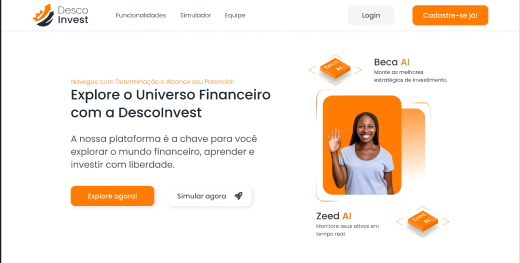 Desco
Invest
Funcionalidades
Simulador
Equipe
Login
Cadastre-se já!
Navegue com Determinação e Alcance seu Potencial!
Explore o Universo Financeiro
com a DescoInvest
A nossa plataforma é a chave para você
explorar o mundo financeiro, aprender e
investir com liberdade.
Explore agora!
Simular agora
Beca
AI
Beca AI
Monte as melhores
estratégias de investimento.
Zeed AI
Monitore seus ativos em
tempo real.
Zeed
AI